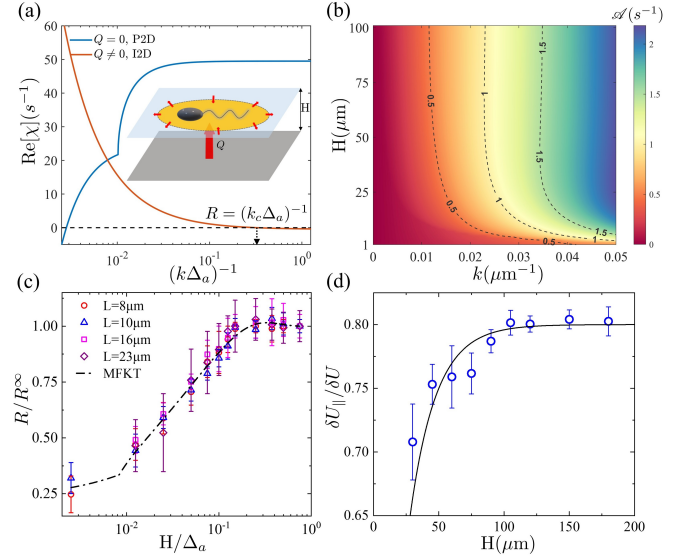 (a)
Q = 0, P2D
Q ≠ 0, I2D
Re[χ](s⁻¹)
60
50
40
30
20
10
0
H
Q
R = (k_cΔ_a)⁻¹
10⁻²
10⁻¹
10⁰
(kΔ_a)⁻¹
(b)
𝒜(s⁻¹)
H(μm)
100
75
50
25
1
0.5
1
1.5
0.5
1
1.5
0
0.01
0.02
0.03
0.04
0.05
k(μm⁻¹)
2
1.5
1
0.5
0
(c)
L=8μm
L=10μm
L=16μm
L=23μm
MFKT
R/R^∞
1.00
0.75
0.50
0.25
10⁻²
10⁻¹
10⁰
H/Δ_a
(d)
δU_∥/δU
0.80
0.75
0.70
0.65
0
50
100
150
200
H(μm)